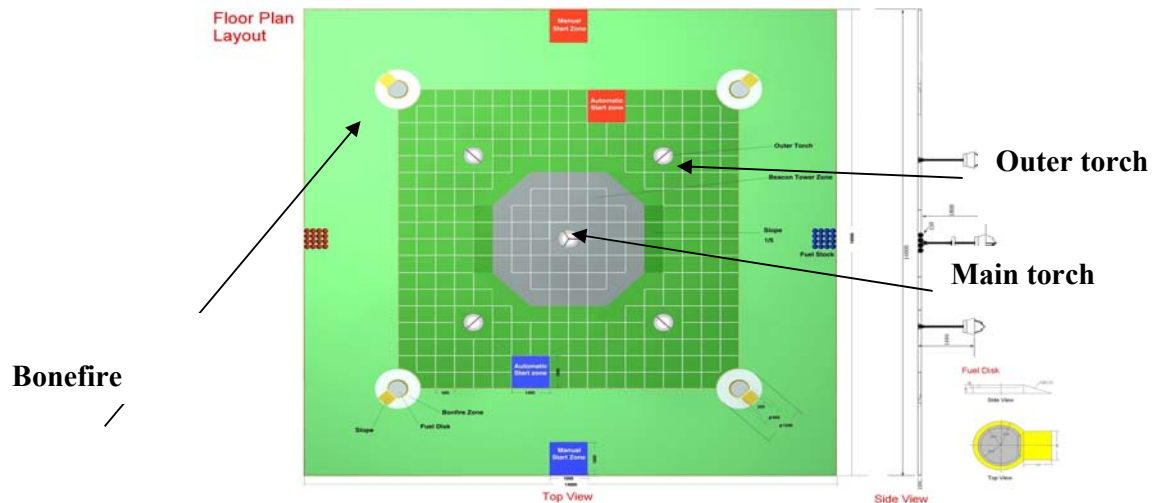 Floor Plan
Layout
Manual
Start Zone
Automatic
Start zone
Outer Torch
Outer torch
Beacon Tower Zone
Slope
1/5
Fuel Stock
Main torch
Bonefire
Automatic
Start zone
Bonfire Zone
Fuel Disk
Slope
Manual
Start Zone
Top View
Side View
Fuel Disk
Side View
Top View